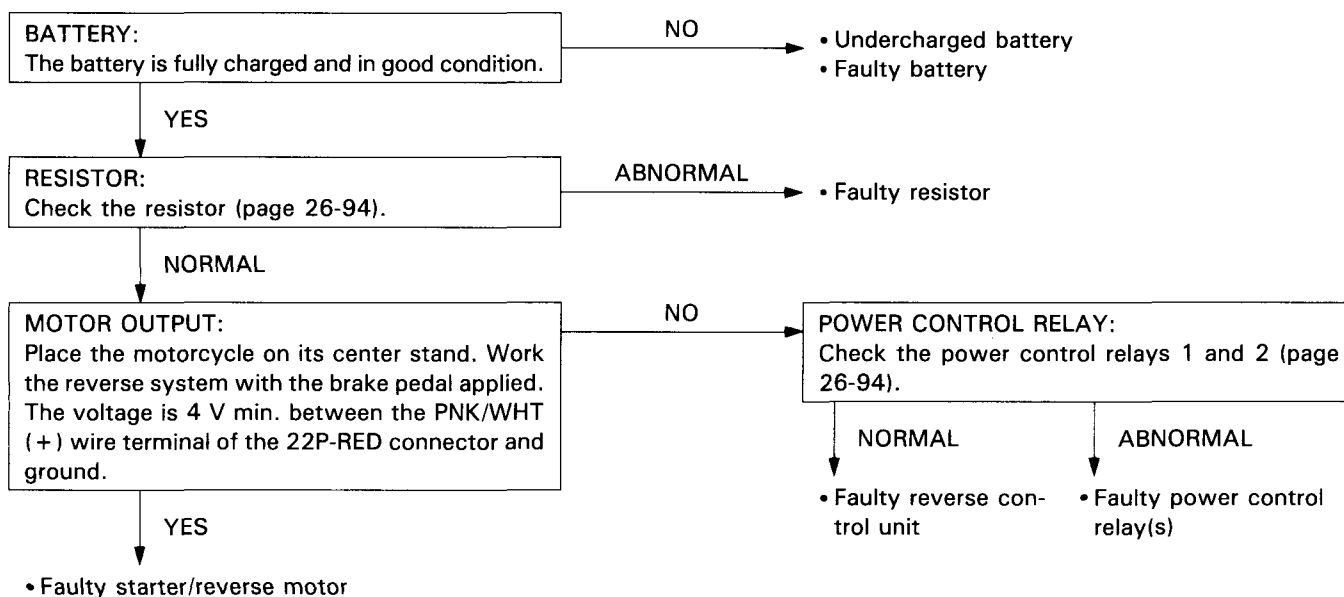 BATTERY:
The battery is fully charged and in good condition.
NO
• Undercharged battery
• Faulty battery
YES
RESISTOR:
Check the resistor (page 26-94).
ABNORMAL
• Faulty resistor
NORMAL
MOTOR OUTPUT:
Place the motorcycle on its center stand. Work
the reverse system with the brake pedal applied.
The voltage is 4 V min. between the PNK/WHT
(+) wire terminal of the 22P-RED connector and
ground.
NO
POWER CONTROL RELAY:
Check the power control relays 1 and 2 (page
26-94).
NORMAL
ABNORMAL
• Faulty reverse con-
trol unit
• Faulty power control
relay(s)
YES
• Faulty starter/reverse motor